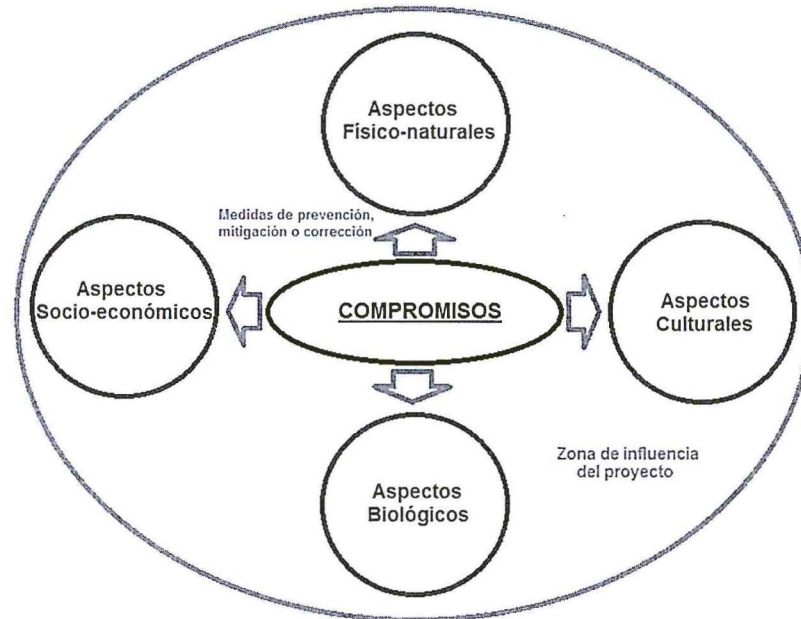 Aspectos
Físico-naturales
Medidas de prevención,
mitigación o corrección
Aspectos
Socio-económicos
COMPROMISOS
Aspectos
Culturales
Zona de influencia
del proyecto
Aspectos
Biológicos